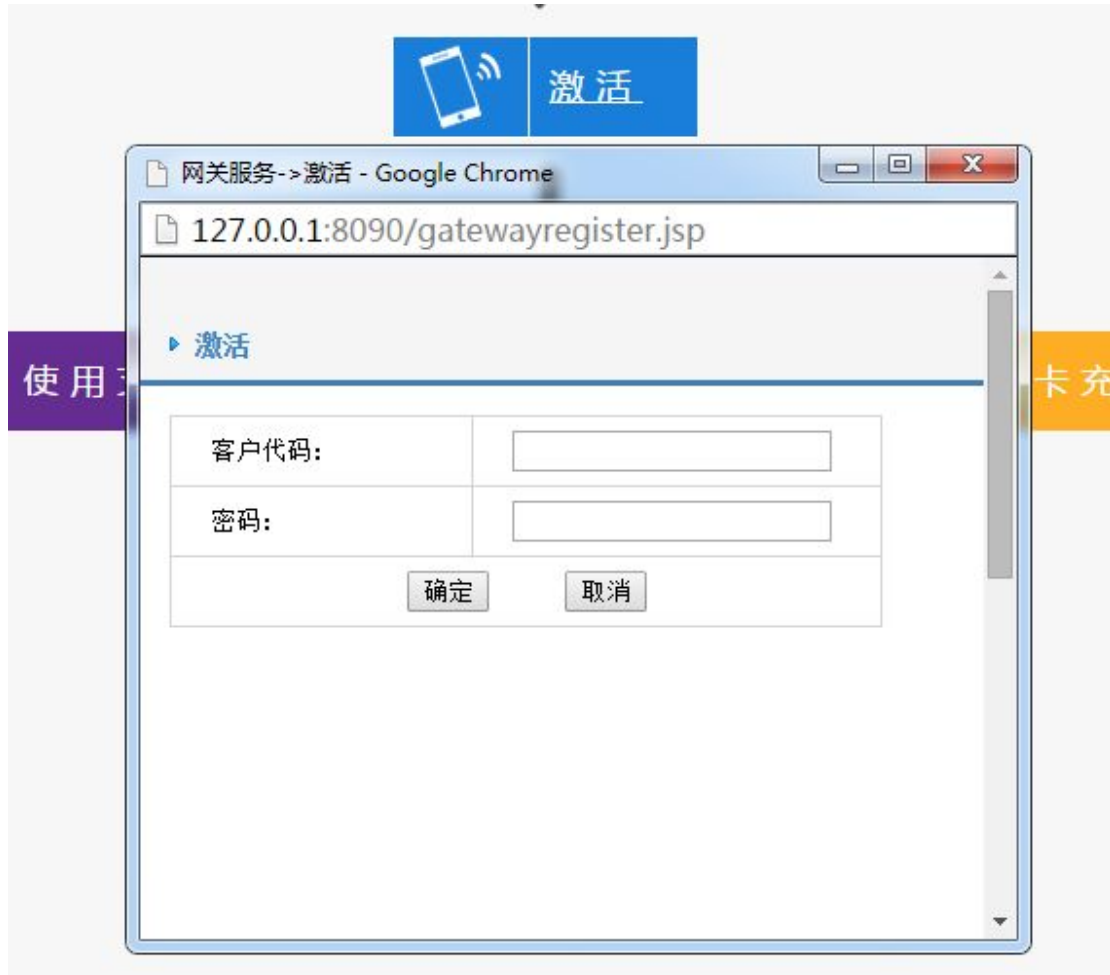 激活
网关服务->激活 - Google Chrome
127.0.0.1:8090/gatewayregister.jsp
激活
使用
卡充
客户代码:
密码:
确定 取消